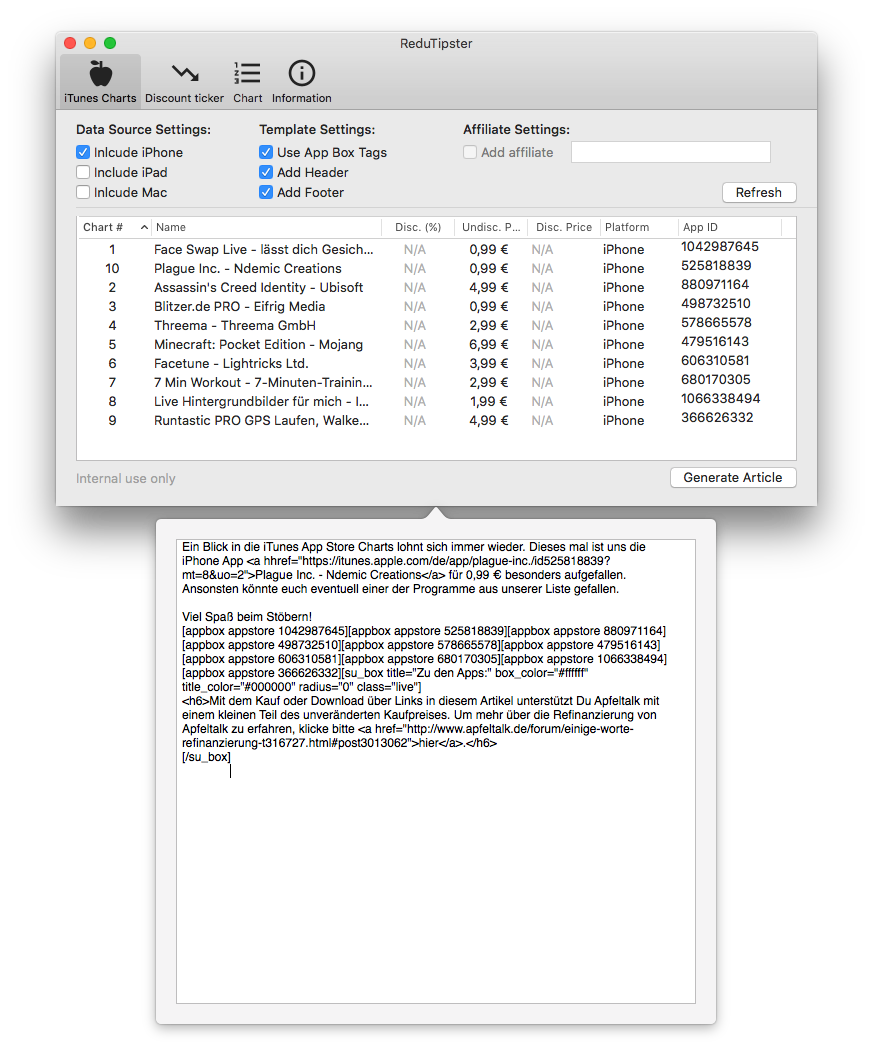 ReduTipster
iTunes Charts Discount ticker Chart Information
Data Source Settings: Template Settings: Affiliate Settings:
Inlcude iPhone Use App Box Tags Add affiliate
Include iPad Add Header
Inlcude Mac Add Footer Refresh
Chart # Name Disc. (%) Undisc. P... Disc. Price Platform App ID
1 Face Swap Live - lässt dich Gesich... N/A 0,99 € N/A iPhone 1042987645
10 Plague Inc. - Ndemic Creations N/A 0,99 € N/A iPhone 525818839
2 Assassin's Creed Identity - Ubisoft N/A 4,99 € N/A iPhone 880971164
3 Blitzer.de PRO - Eifrig Media N/A 0,99 € N/A iPhone 498732510
4 Threema - Threema GmbH N/A 2,99 € N/A iPhone 578665578
5 Minecraft: Pocket Edition - Mojang N/A 6,99 € N/A iPhone 479516143
6 Facetune - Lightricks Ltd. N/A 3,99 € N/A iPhone 606310581
7 7 Min Workout - 7-Minuten-Trainin... N/A 2,99 € N/A iPhone 680170305
8 Live Hintergrundbilder für mich - I... N/A 1,99 € N/A iPhone 1066338494
9 Runtastic PRO GPS Laufen, Walke... N/A 4,99 € N/A iPhone 366626332
Internal use only Generate Article
Ein Blick in die iTunes App Store Charts lohnt sich immer wieder. Dieses mal ist uns die
iPhone App <a hhref="https://itunes.apple.com/de/app/plague-inc./id525818839?
mt=8&uo=2">Plague Inc. - Ndemic Creations</a> für 0,99 € besonders aufgefallen.
Ansonsten könnte euch eventuell einer der Programme aus unserer Liste gefallen.
Viel Spaß beim Stöbern!
[appbox appstore 1042987645][appbox appstore 525818839][appbox appstore 880971164]
[appbox appstore 498732510][appbox appstore 578665578][appbox appstore 479516143]
[appbox appstore 606310581][appbox appstore 680170305][appbox appstore 1066338494]
[appbox appstore 366626332][su_box title="Zu den Apps:" box_color="#ffffff"
title_color="#000000" radius="0" class="live"]
<h6>Mit dem Kauf oder Download über Links in diesem Artikel unterstützt Du Apfeltalk mit
einem kleinen Teil des unveränderten Kaufpreises. Um mehr über die Refinanzierung von
Apfeltalk zu erfahren, klicke bitte <a href="http://www.apfeltalk.de/forum/einige-worte-
refinanzierung-t316727.html#post3013062">hier</a>.</h6>
[/su_box]